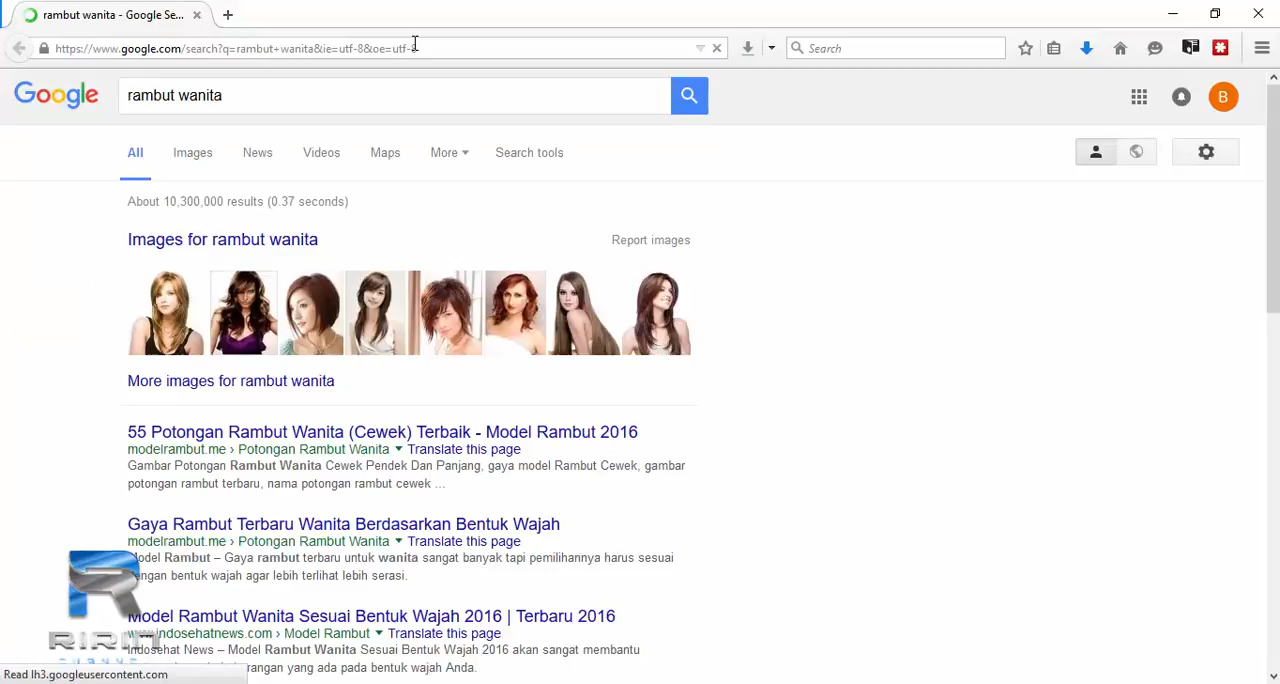 rambut wanita - Google Se...
https://www.google.com/search?q=rambut+wanita&ie=utf-8&oe=utf-8
Search
Google
rambut wanita
B
All Images News Videos Maps More Search tools
About 10,300,000 results (0.37 seconds)
Images for rambut wanita
Report images
More images for rambut wanita
55 Potongan Rambut Wanita (Cewek) Terbaik - Model Rambut 2016
modelrambut.me › Potongan Rambut Wanita Translate this page
Gambar Potongan Rambut Wanita Cewek Pendek Dan Panjang, gaya model Rambut Cewek, gambar
potongan rambut terbaru, nama potongan rambut cewek ...
Gaya Rambut Terbaru Wanita Berdasarkan Bentuk Wajah
modelrambut.me › Potongan Rambut Wanita Translate this page
Model Rambut – Gaya rambut terbaru untuk wanita sangat banyak tapi pemilihannya harus sesuai
dengan bentuk wajah agar lebih terlihat lebih serasi.
Model Rambut Wanita Sesuai Bentuk Wajah 2016 | Terbaru 2016
www.indosehatnews.com › Model Rambut Translate this page
Indosehat News – Model Rambut Wanita Sesuai Bentuk Wajah 2016 akan sangat membantu
yang ada pada bentuk wajah Anda.
R
Read lh3.googleusercontent.com